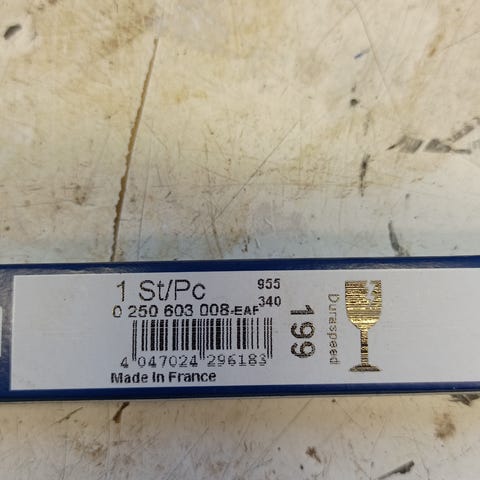 1 St/Pc
955
340
0 250 603 008-EAF
199
Duraspeed
4 047024 296183
Made in France